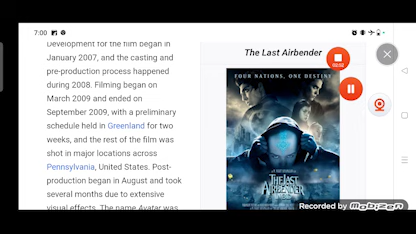 7:00
Development for the film began in
January 2007, and the casting and
pre-production process happened
during 2008. Filming began on
March 2009 and ended on
September 2009, with a preliminary
schedule held in Greenland for two
weeks, and the rest of the film was
shot in major locations across
Pennsylvania, United States. Post-
production began in August and took
several months due to extensive
visual effects. The name Avatar was
The Last Airbender
FOUR NATIONS, ONE DESTINY
THE LAST
AIRBENDER
Recorded by MOBIZEN